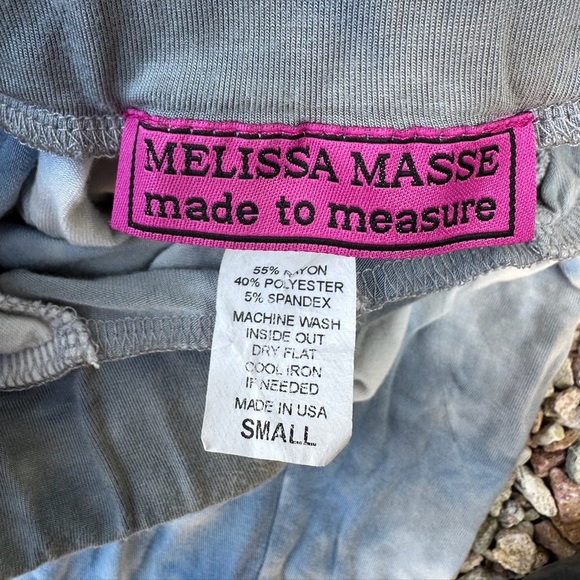 MELISSA MASSE
made to measure
55% RAYON
40% POLYESTER
5% SPANDEX
MACHINE WASH
INSIDE OUT
DRY FLAT
COOL IRON
IF NEEDED
MADE IN USA
SMALL